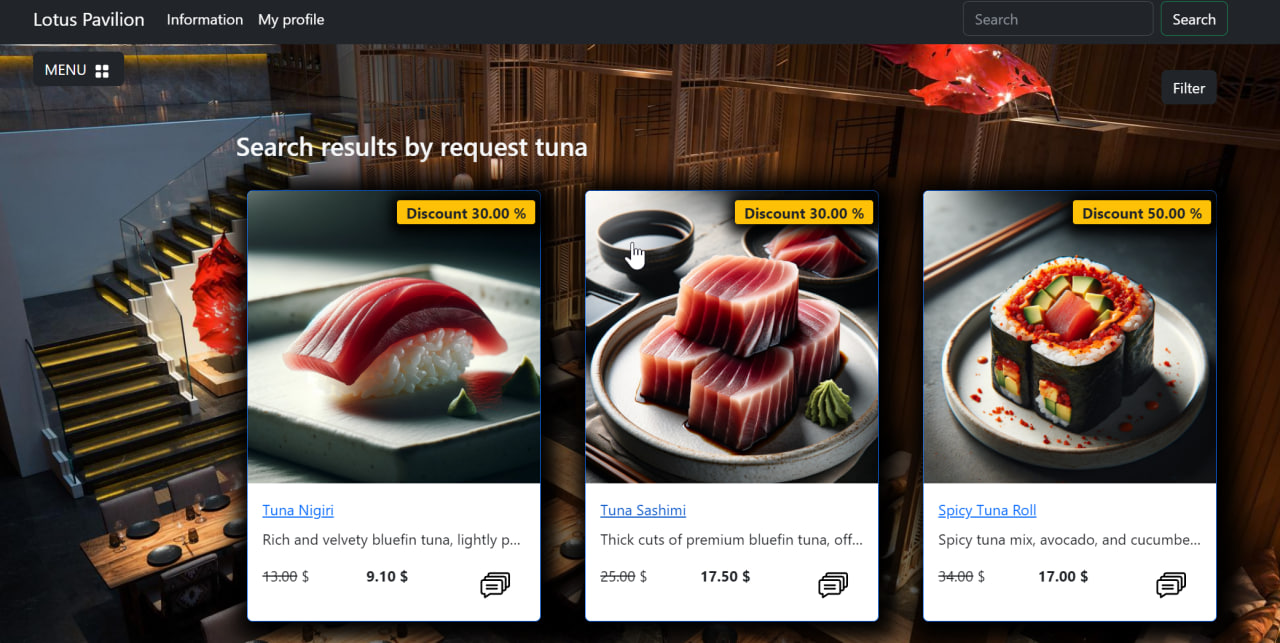 Lotus Pavilion Information My profile Search Search
MENU
Filter
Search results by request tuna
Discount 30.00 % Discount 30.00 % Discount 50.00 %
Tuna Nigiri Tuna Sashimi Spicy Tuna Roll
Rich and velvety bluefin tuna, lightly p... Thick cuts of premium bluefin tuna, off... Spicy tuna mix, avocado, and cucumbe...
13.00 $ 9.10 $ 25.00 $ 17.50 $ 34.00 $ 17.00 $